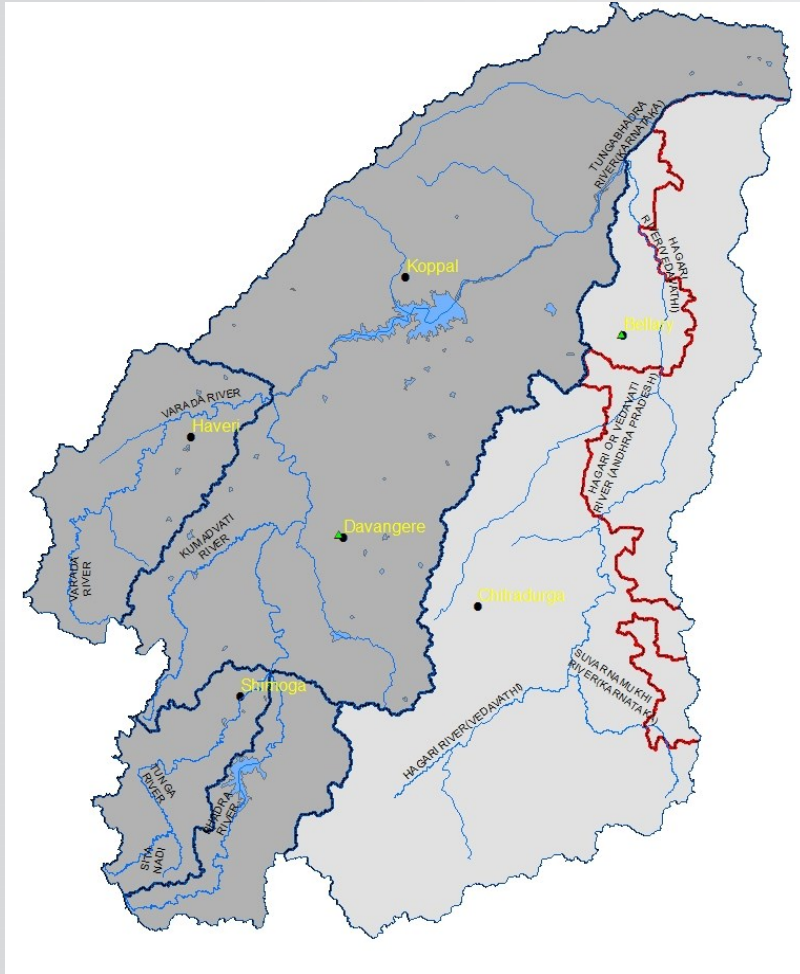 TUNGABHADRA
RIVER(KARNATAKA)
HAGARI
RIVER(VEDAVATHI)
Koppal
Bellary
VARADA RIVER
Haveri
HAGARI OR VEDAVATI
RIVER (ANDHRA PRADESH)
KUMADVATI
RIVER
Davangere
VARADA
RIVER
Chitradurga
SUVARNAMUKHI
RIVER(KARNATAKA)
Shimoga
HAGARI RIVER(VEDAVATHI)
TUNGA
RIVER
BHADRA
RIVER
SITA
NADI